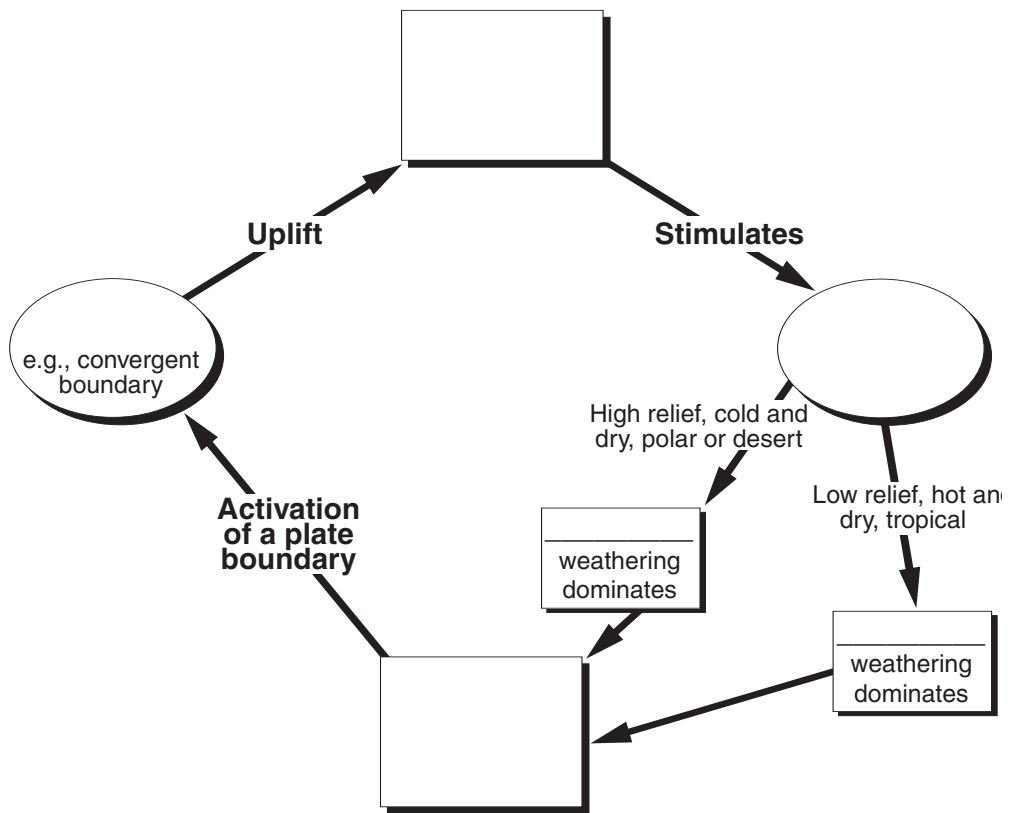 Uplift
Stimulates
e.g., convergent
boundary
High relief, cold and
dry, polar or desert
Low relief, hot an
dry, tropical
Activation
of a plate
boundary
weathering
dominates
weathering
dominates